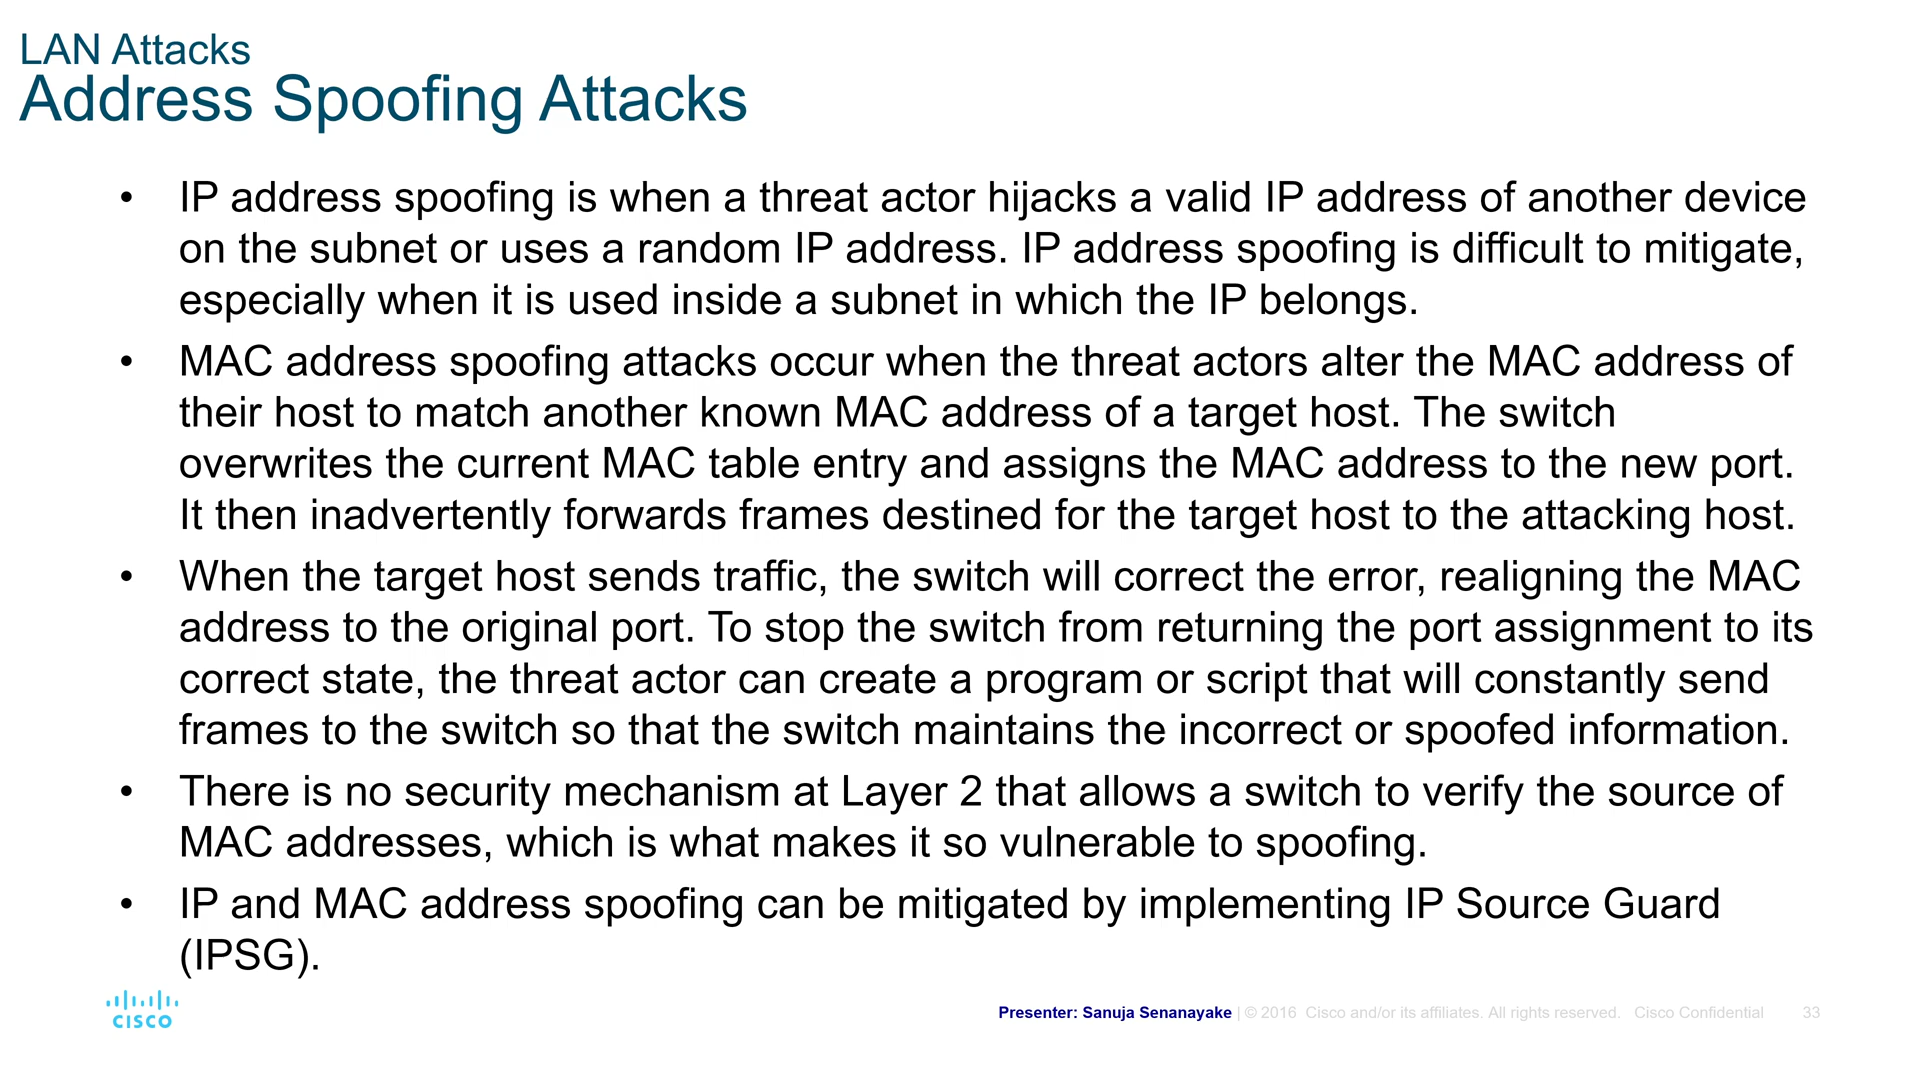 LAN Attacks
Address Spoofing Attacks
• IP address spoofing is when a threat actor hijacks a valid IP address of another device
on the subnet or uses a random IP address. IP address spoofing is difficult to mitigate,
especially when it is used inside a subnet in which the IP belongs.
• MAC address spoofing attacks occur when the threat actors alter the MAC address of
their host to match another known MAC address of a target host. The switch
overwrites the current MAC table entry and assigns the MAC address to the new port.
It then inadvertently forwards frames destined for the target host to the attacking host.
• When the target host sends traffic, the switch will correct the error, realigning the MAC
address to the original port. To stop the switch from returning the port assignment to its
correct state, the threat actor can create a program or script that will constantly send
frames to the switch so that the switch maintains the incorrect or spoofed information.
• There is no security mechanism at Layer 2 that allows a switch to verify the source of
MAC addresses, which is what makes it so vulnerable to spoofing.
• IP and MAC address spoofing can be mitigated by implementing IP Source Guard
(IPSG).
CISCO
Presenter: Sanuja Senanayake | © 2016 Cisco and/or its affiliates. All rights reserved. Cisco Confidential 33